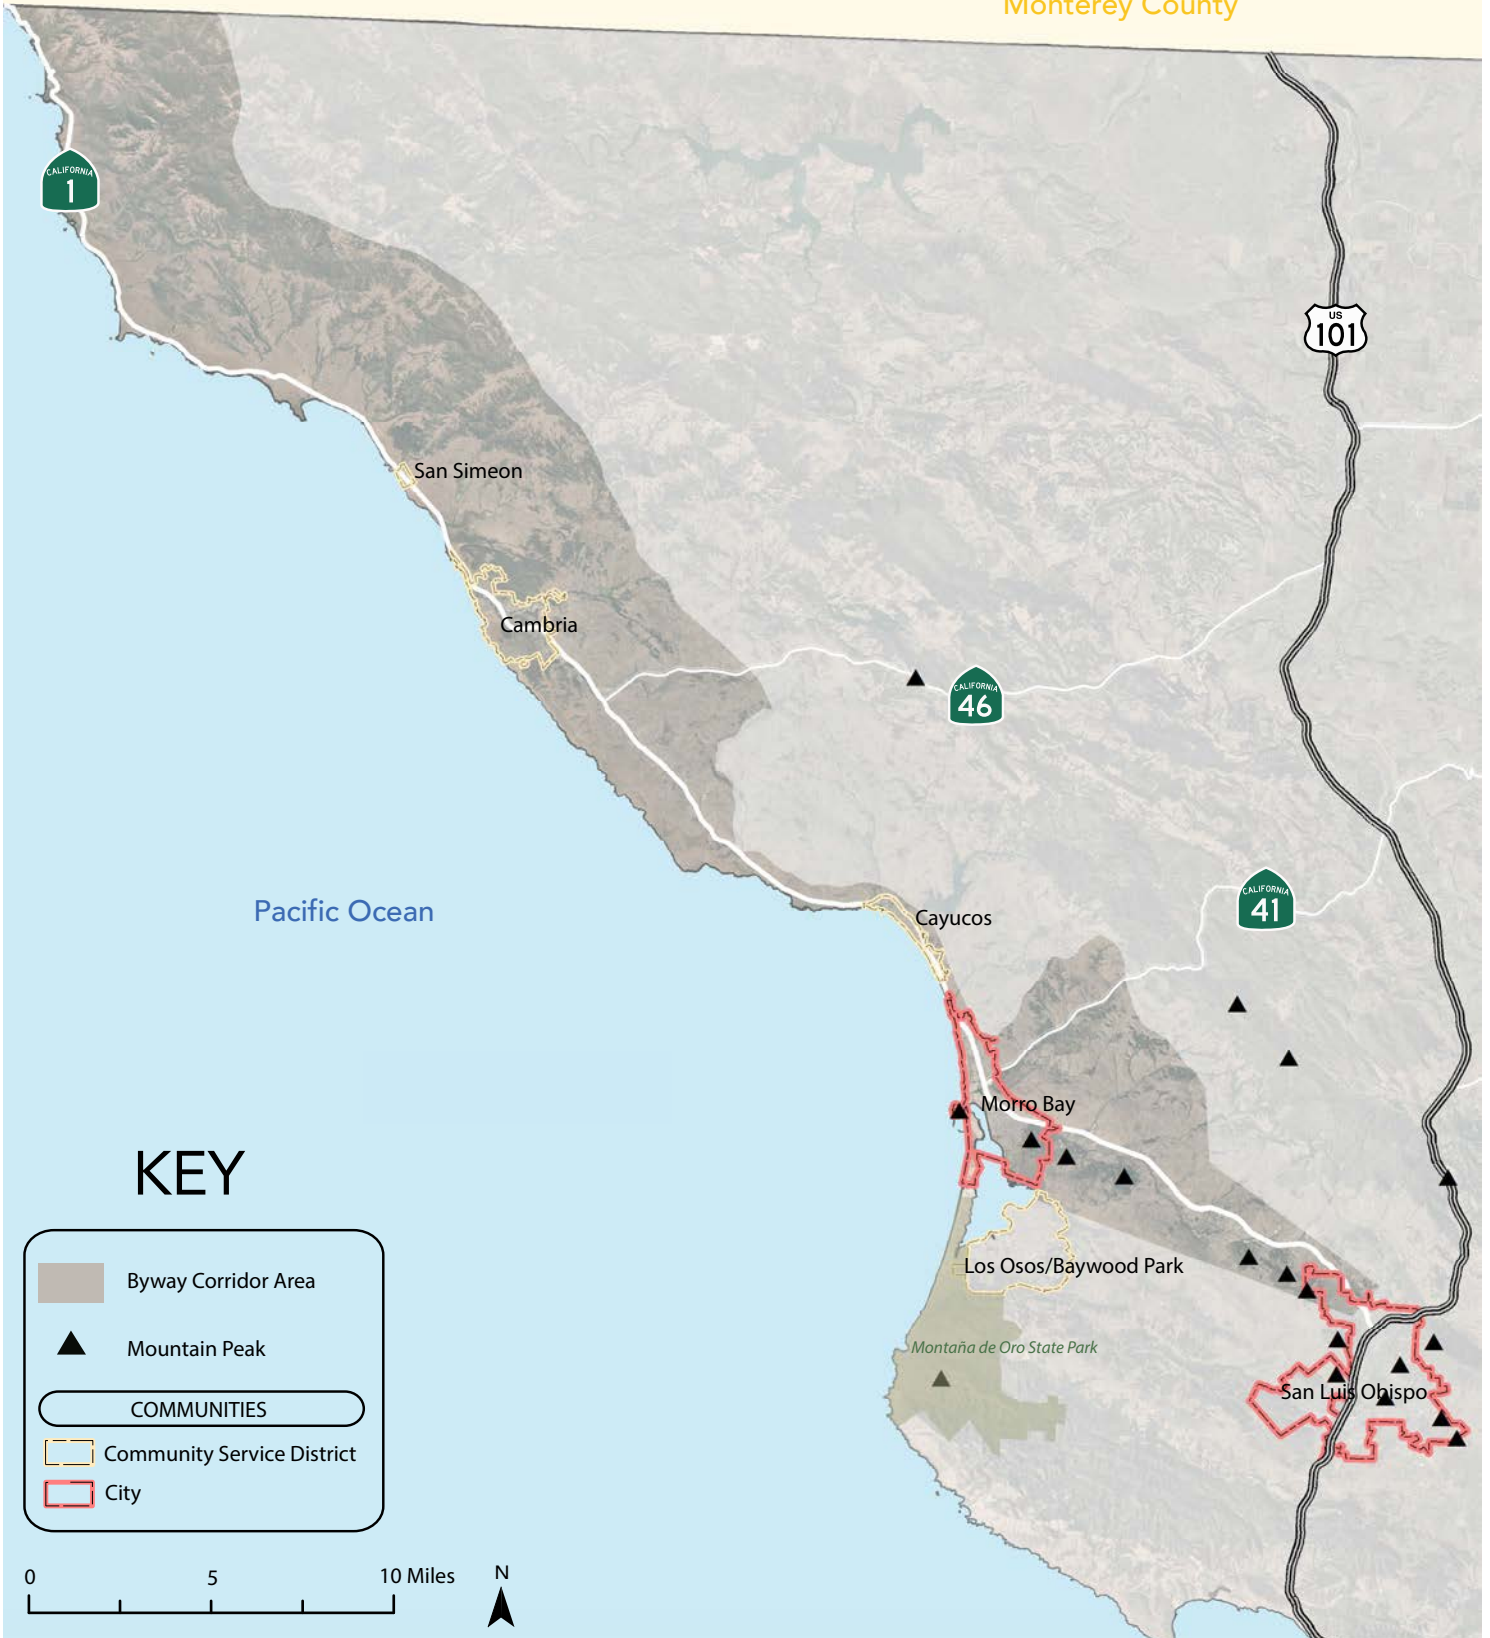 Monterey County
CALIFORNIA
1
US
101
San Simeon
Cambria
CALIFORNIA
46
CALIFORNIA
41
Pacific Ocean
Cayucos
Morro Bay
Los Osos/Baywood Park
Montaña de Oro State Park
San Luis Obispo
KEY
Byway Corridor Area
Mountain Peak
COMMUNITIES
Community Service District
City
0 5 10 Miles
N